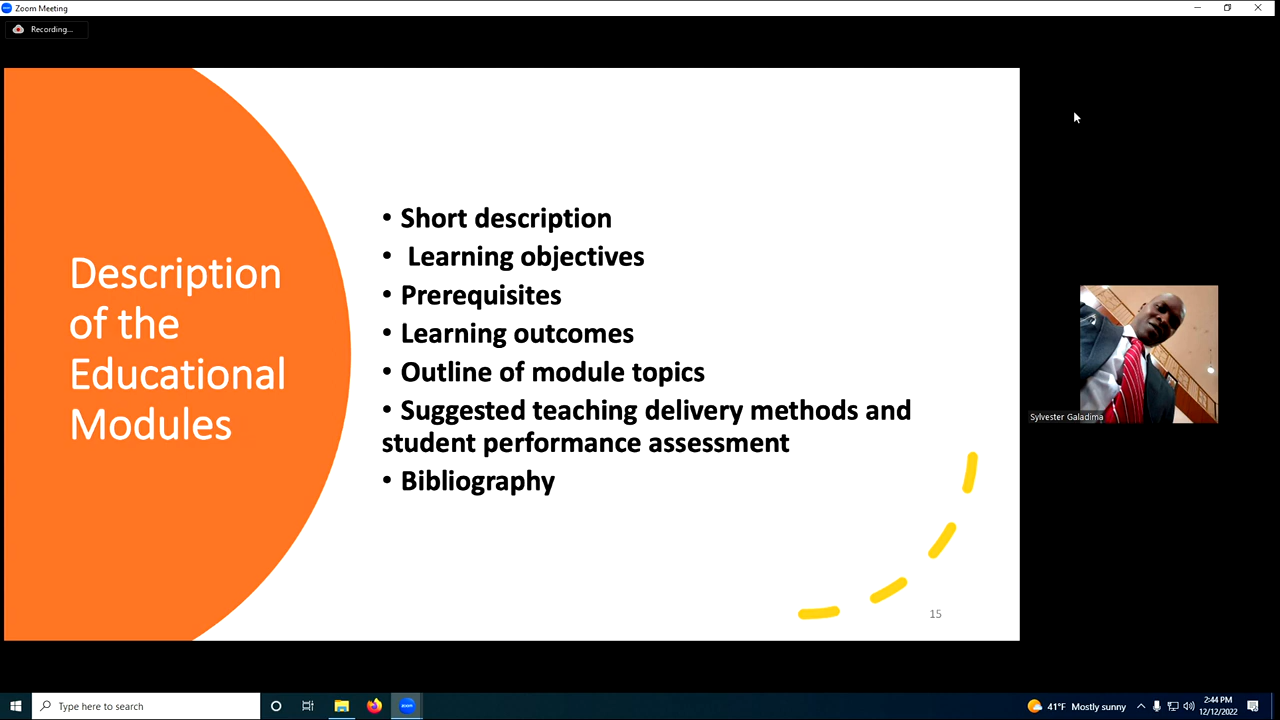 Zoom Meeting
Recording...
Description
of the
Educational
Modules
• Short description
• Learning objectives
• Prerequisites
• Learning outcomes
• Outline of module topics
• Suggested teaching delivery methods and
student performance assessment
• Bibliography
15
Sylvester Galadima
Type here to search
41°F Mostly sunny
2:44 PM
12/12/2022